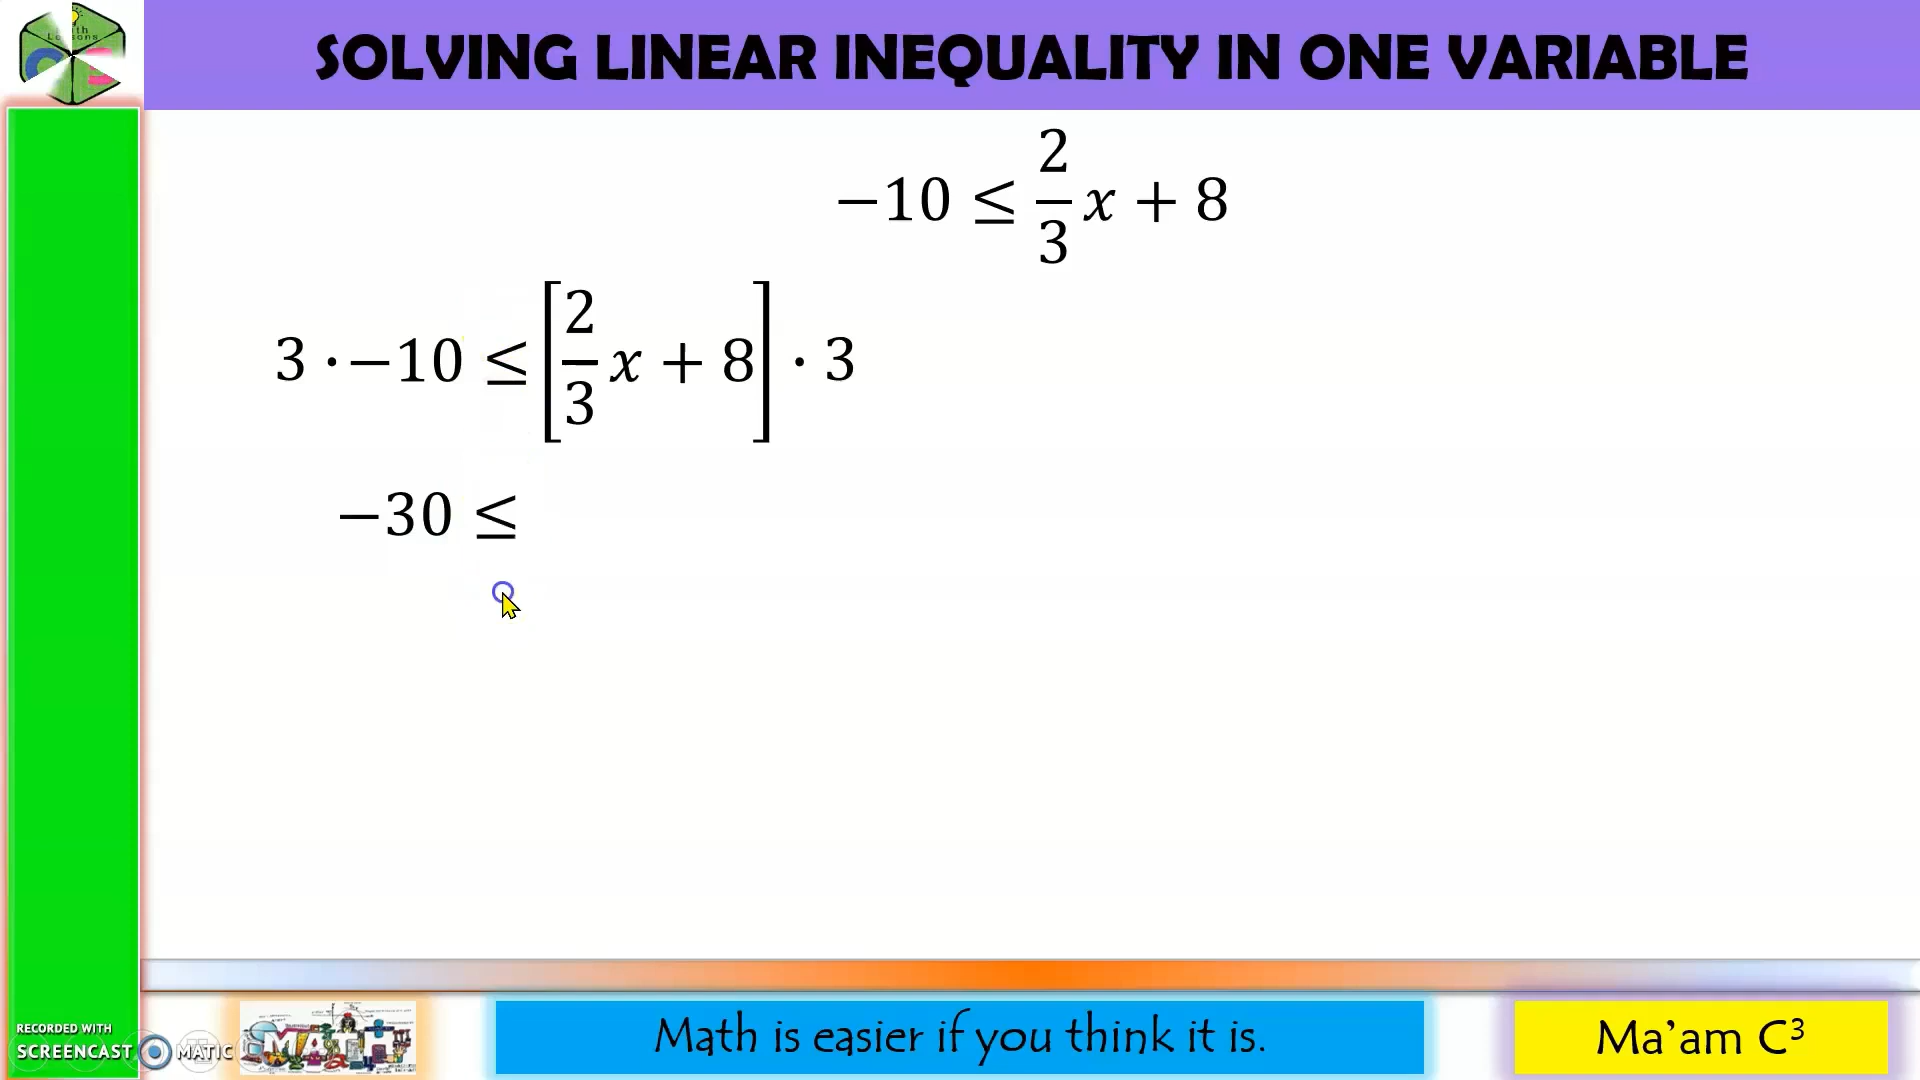 SOLVING LINEAR INEQUALITY IN ONE VARIABLE
−10 ≤ 2/3 x + 8
3 · −10 ≤ [2/3 x + 8] · 3
−30 ≤
RECORDED WITH
SCREENCAST MATIC
MATH
Math is easier if you think it is.
Ma'am C³